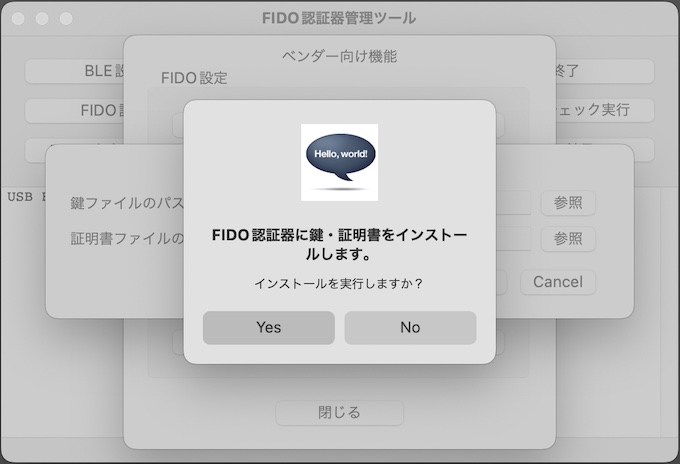 FIDO認証器管理ツール
ベンダー向け機能
FIDO設定
BLE設
終了
FIDO設
ェック実行
Hello, world!
USB
鍵ファイルのパス
参照
証明書ファイルの
参照
FIDO認証器に鍵・証明書をインストー
ルします。
インストールを実行しますか?
Cancel
Yes
No
閉じる